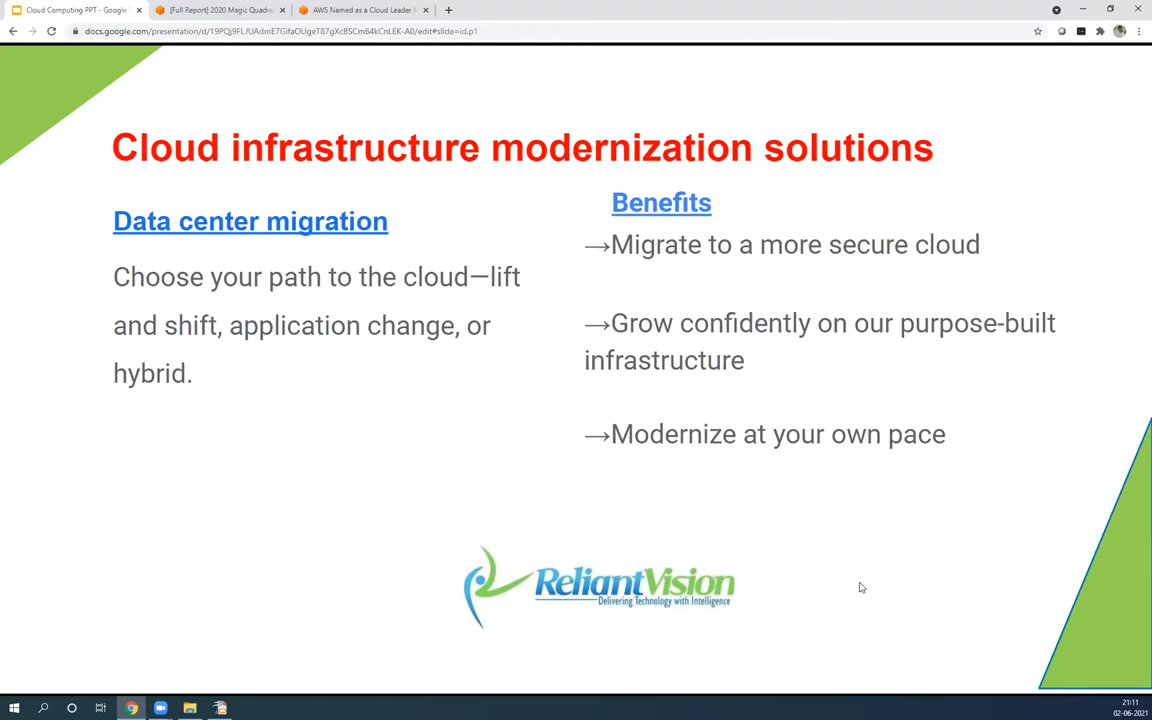 Cloud Computing PPT - Google
[Full Report] 2020 Magic Quadra
AWS Named as a Cloud Leader
docs.google.com/presentation/d/19PQj9FLJUAdmE7GifaOUgeT87gXcBSCm64kCnLEK-A0/edit#slide=id.p1
Cloud infrastructure modernization solutions
Data center migration
Choose your path to the cloud—lift
and shift, application change, or
hybrid.
Benefits
→Migrate to a more secure cloud
→Grow confidently on our purpose-built
infrastructure
→Modernize at your own pace
ReliantVision
Delivering Technology with Intelligence
21:11
02-06-2021